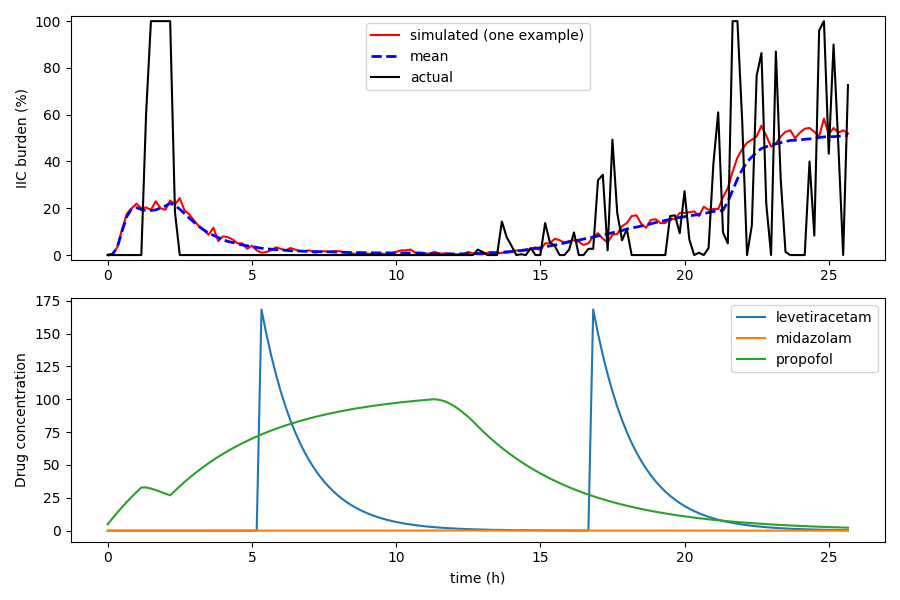 100
80
60
40
20
0
IIC burden (%)
simulated (one example)
mean
actual
0
5
10
15
20
25
175
150
125
100
75
50
25
0
Drug concentration
levetiracetam
midazolam
propofol
0
5
10
15
20
25
time (h)